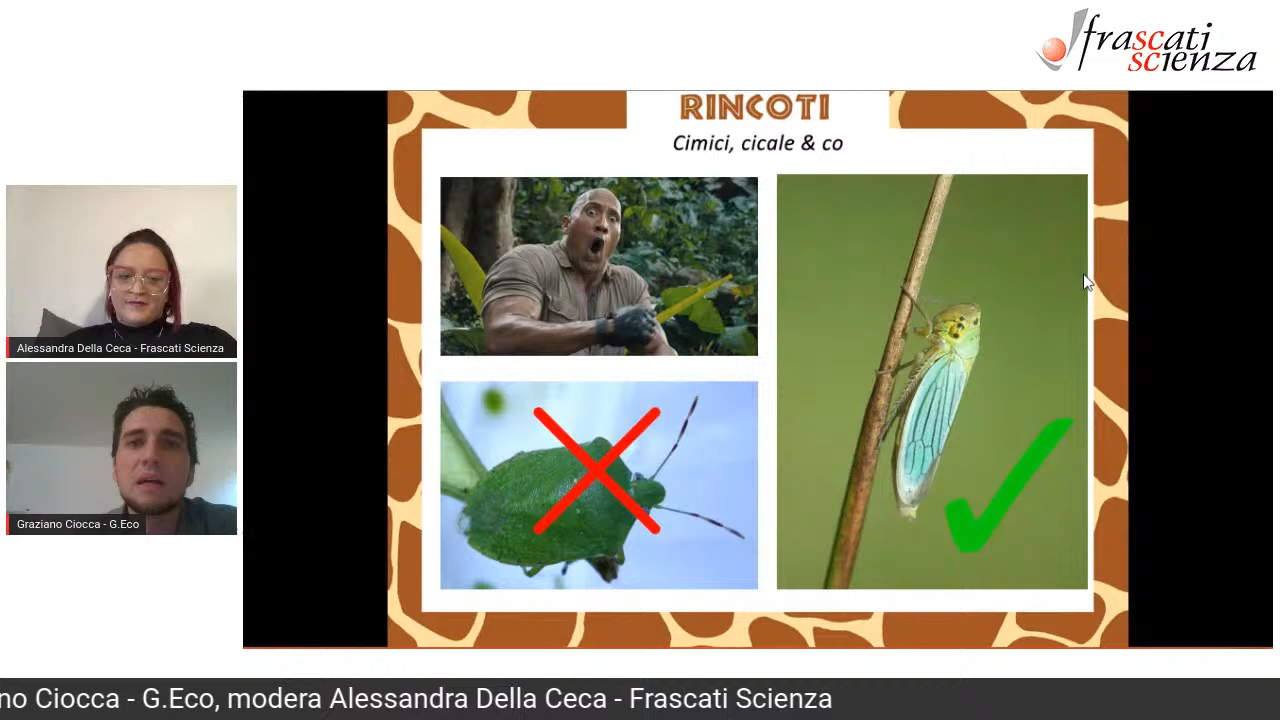 frascati
scienza
RINCOTI
Cimici, cicale & co
Alessandra Della Ceca - Frascati Scienza
Graziano Ciocca - G.Eco
no Ciocca - G.Eco, modera Alessandra Della Ceca - Frascati Scienza